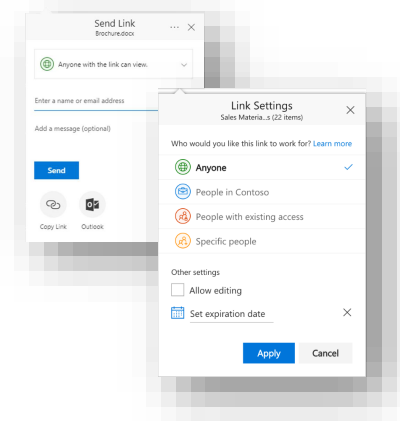 Send Link
Brochure.docx
Anyone with the link can view.
Enter a name or email address
Add a message (optional)
Send
Copy Link
Outlook
Link Settings
Sales Materia...s (22 items)
Who would you like this link to work for? Learn more
Anyone
People in Contoso
People with existing access
Specific people
Other settings
Allow editing
Set expiration date
Apply
Cancel